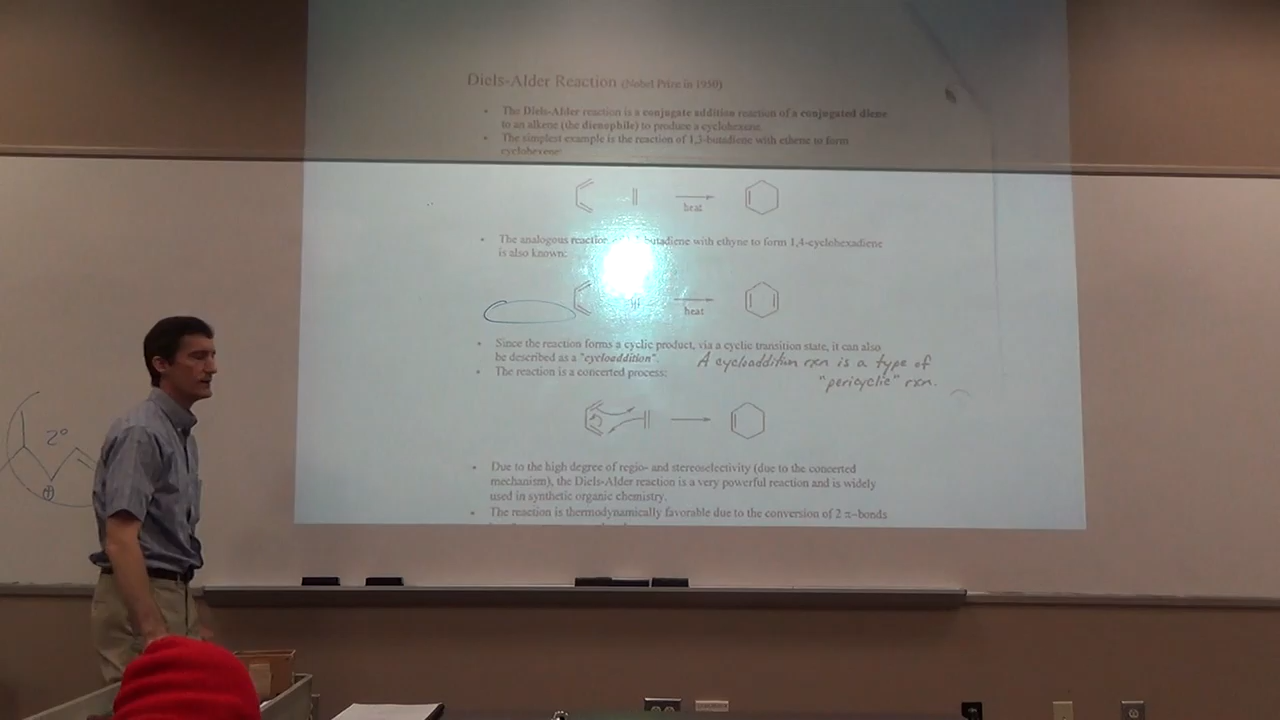 Diels-Alder Reaction (Nobel Prize in 1950)
• The Diels-Alder reaction is a conjugate addition reaction of a conjugated diene
to an alkene (the dienophile) to produce a cyclohexene.
• The simplest example is the reaction of 1,3-butadiene with ethene to form
cyclohexene:
heat
• The analogous reaction butadiene with ethyne to form 1,4-cyclohexadiene
is also known:
heat
• Since the reaction forms a cyclic product, via a cyclic transition state, it can also
be described as a "cycloaddition". A cycloaddition rxn is a type of
• The reaction is a concerted process: "pericyclic" rxn.
2°
⊕
• Due to the high degree of regio- and stereoselectivity (due to the concerted
mechanism), the Diels-Alder reaction is a very powerful reaction and is widely
used in synthetic organic chemistry.
• The reaction is thermodynamically favorable due to the conversion of 2 π-bonds